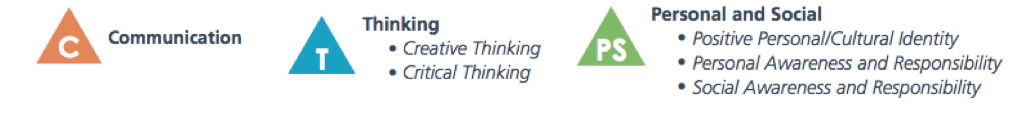 C
Communication
T
Thinking
• Creative Thinking
• Critical Thinking
PS
Personal and Social
• Positive Personal/Cultural Identity
• Personal Awareness and Responsibility
• Social Awareness and Responsibility